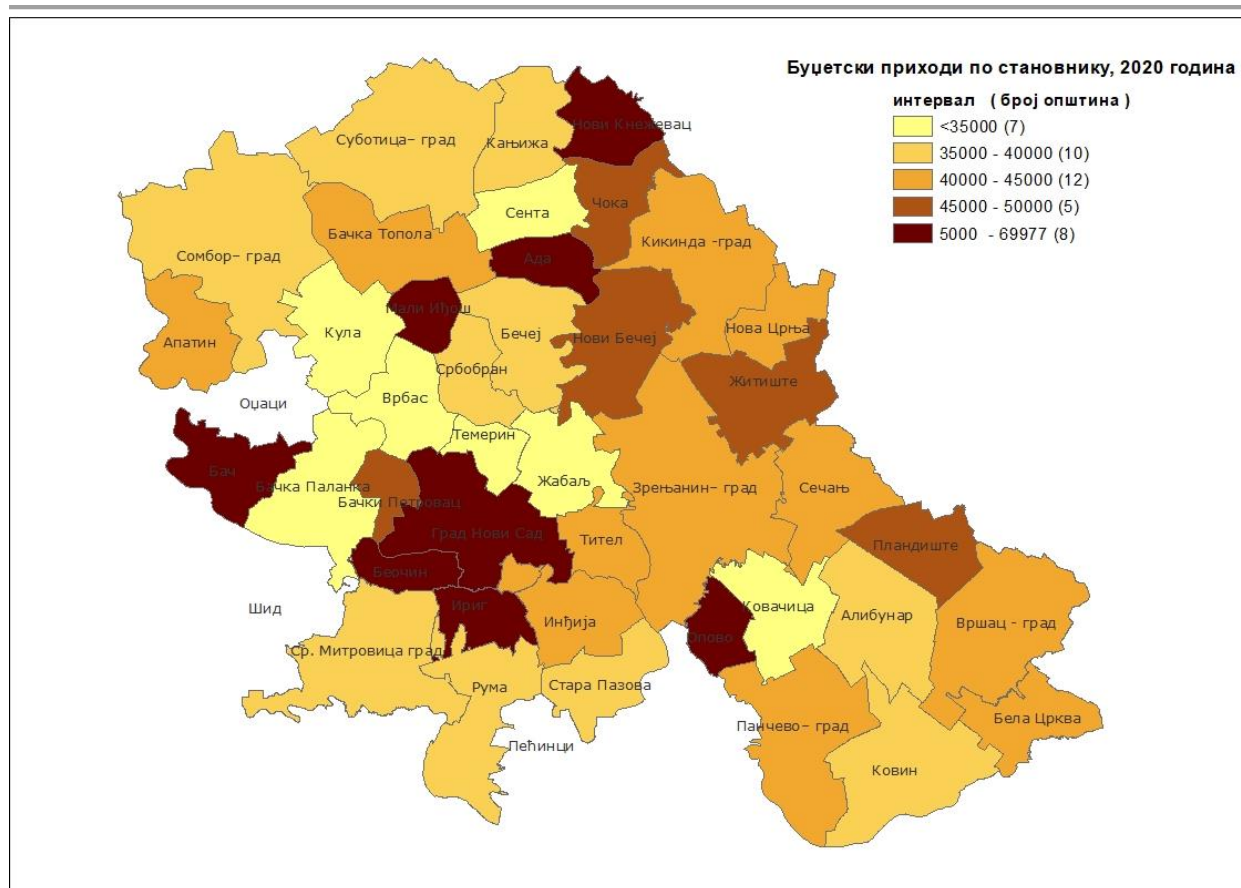 Буџетски приходи по становнику, 2020 година
интервал ( број општина )
<35000 (7)
35000 - 40000 (10)
40000 - 45000 (12)
45000 - 50000 (5)
5000 - 69977 (8)
Нови Кнежевац
Суботица- град
Кањижа
Чока
Сента
Бачка Топола
Кикинда -град
Сомбор- град
Ада
Мали Иђош
Нова Црња
Кула
Бечеј
Нови Бечеј
Апатин
Србобран
Житиште
Врбас
Оџаци
Темерин
Бач
Жабаљ
Бачка Паланка
Зрењанин- град
Сечањ
Бачки Петровац
Град Нови Сад
Тител
Пландиште
Беочин
Шид
Ириг
Ковачица
Алибунар
Инђија
Вршац - град
Опово
Ср. Митровица град
Рума
Стара Пазова
Бела Црква
Панчево- град
Пећинци
Ковин